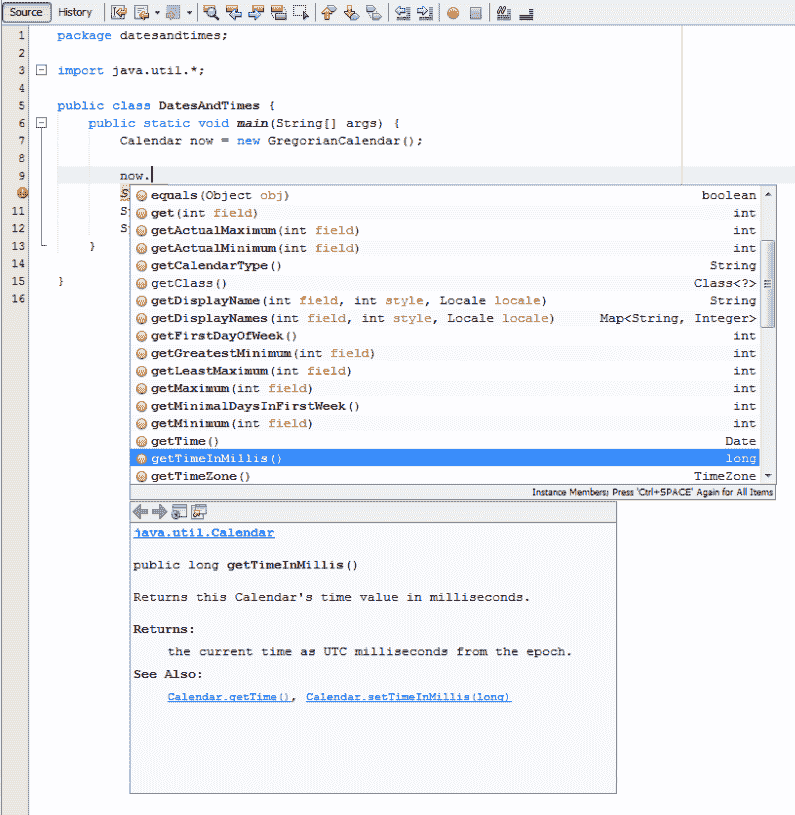 Source History
1 package datesandtimes;
2
3 import java.util.*;
4
5 public class DatesAndTimes {
6 public static void main(String[] args) {
7 Calendar now = new GregorianCalendar();
8
9 now.
S
11 S
12 S
13 }
14
15 }
16
equals(Object obj) boolean
get(int field) int
getActualMaximum(int field) int
getActualMinimum(int field) int
getCalendarType() String
getClass() Class<?>
getDisplayName(int field, int style, Locale locale) String
getDisplayNames(int field, int style, Locale locale) Map<String, Integer>
getFirstDayOfWeek() int
getGreatestMinimum(int field) int
getLeastMaximum(int field) int
getMaximum(int field) int
getMinimalDaysInFirstWeek() int
getMinimum(int field) int
getTime() Date
getTimeInMillis() long
getTimeZone() TimeZone
Instance Members; Press 'Ctrl+SPACE' Again for All Items
java.util.Calendar
public long getTimeInMillis()
Returns this Calendar's time value in milliseconds.
Returns:
the current time as UTC milliseconds from the epoch.
See Also:
Calendar.getTime(), Calendar.setTimeInMillis(long)